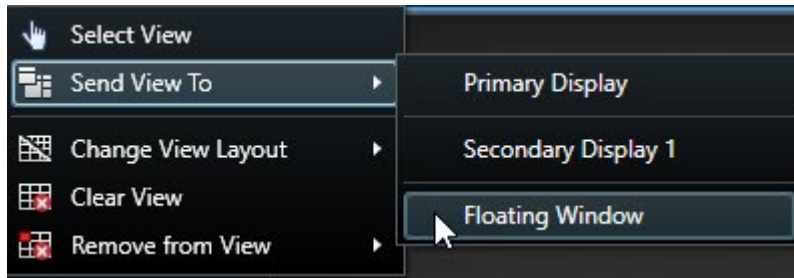 Select View
Send View To
Primary Display
Secondary Display 1
Floating Window
Change View Layout
Clear View
Remove from View